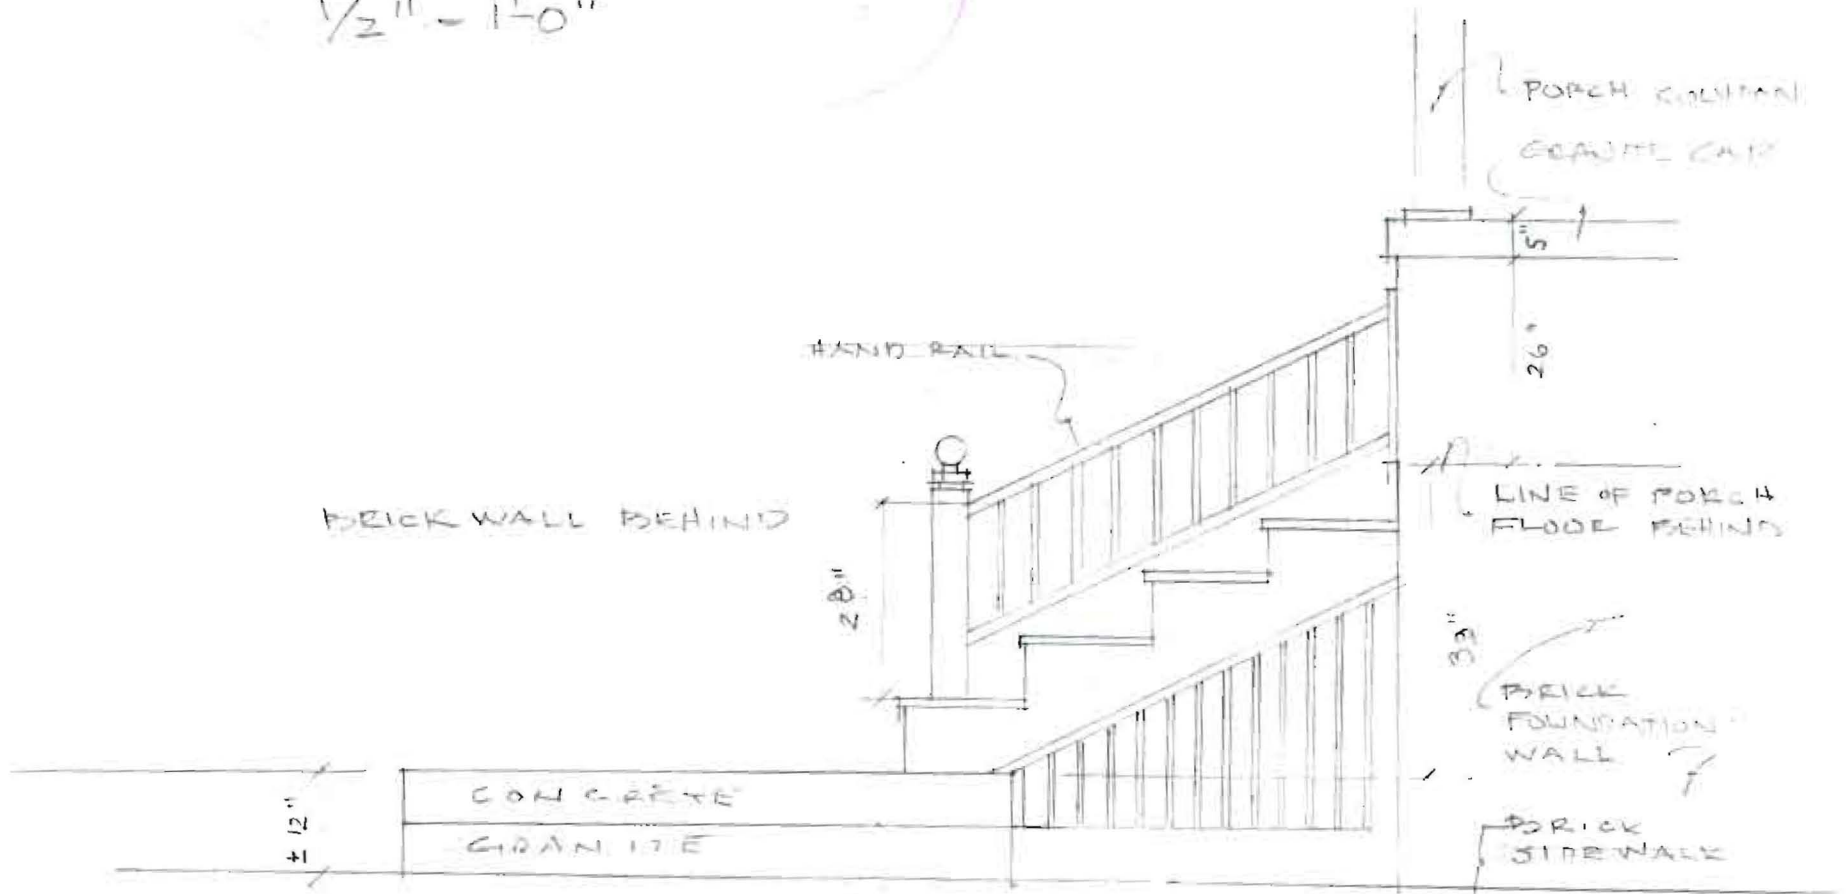 1/2" - 1'-0"
PORCH COLUMN
GRANITE CAP
5"
26"
HAND RAIL
BRICK WALL BEHIND
LINE OF PORCH
FLOOR BEHIND
28"
33"
BRICK
FOUNDATION
WALL
CONCRETE
GRANITE
± 12"
BRICK
SIDEWALK